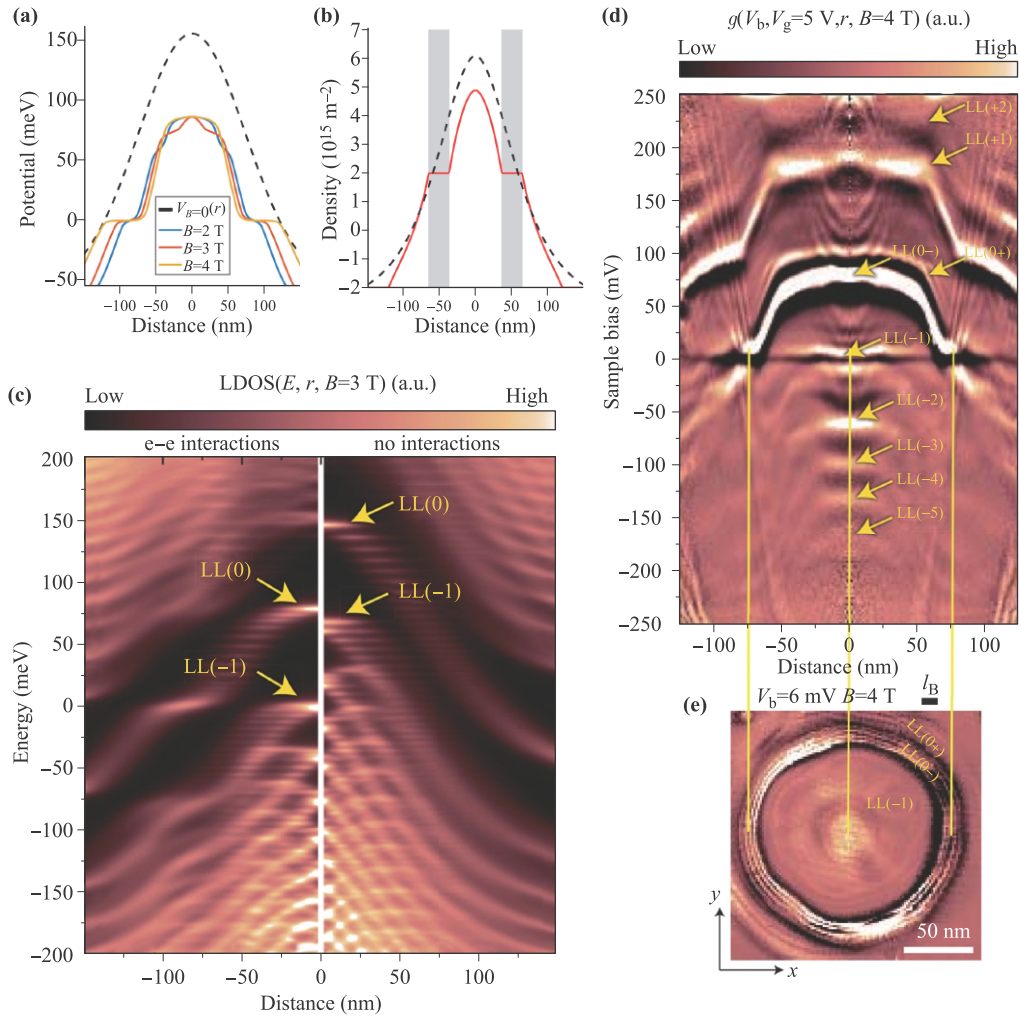 (a)
150
100
50
0
−50
Potential (meV)
V_B=0(r)
B=2 T
B=3 T
B=4 T
−100 −50 0 50 100
Distance (nm)
(b)
7
6
5
4
3
2
1
0
−1
−2
Density (10¹⁵ m⁻²)
−100 −50 0 50 100
Distance (nm)
(c)
LDOS(E, r, B=3 T) (a.u.)
Low High
e−e interactions no interactions
200
150
100
50
0
−50
−100
−150
−200
Energy (meV)
LL(0)
LL(0)
LL(−1)
LL(−1)
−100 −50 0 50 100
Distance (nm)
(d)
g(V_b,V_g=5 V,r, B=4 T) (a.u.)
Low High
250
200
150
100
50
0
−50
−100
−150
−200
−250
Sample bias (mV)
LL(+2)
LL(+1)
LL(0−) LL(0+)
LL(−1)
LL(−2)
LL(−3)
LL(−4)
LL(−5)
−100 −50 0 50 100
Distance (nm)
(e)
V_b=6 mV B=4 T l_B
LL(0+)
LL(0−)
LL(−1)
50 nm
y
x